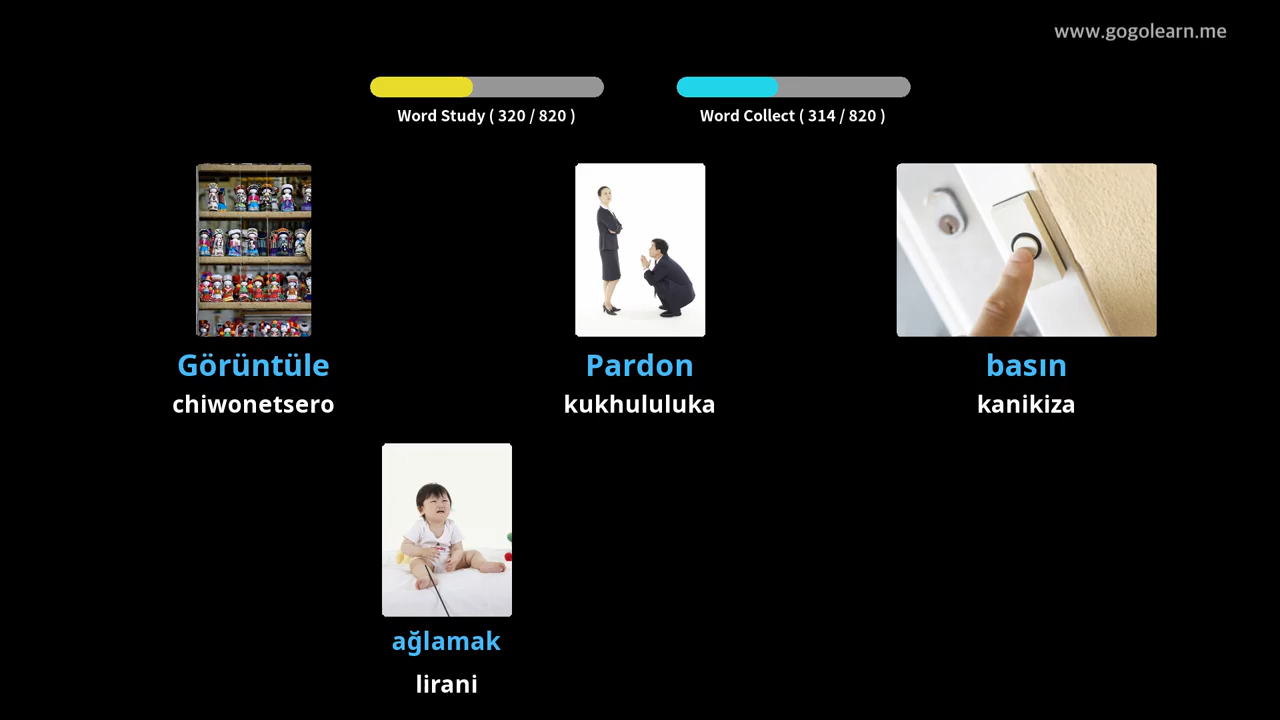 www.gogolearn.me
Word Study ( 320 / 820 )
Word Collect ( 314 / 820 )
Görüntüle
chiwonetsero
Pardon
kukhululuka
basın
kanikiza
ağlamak
lirani